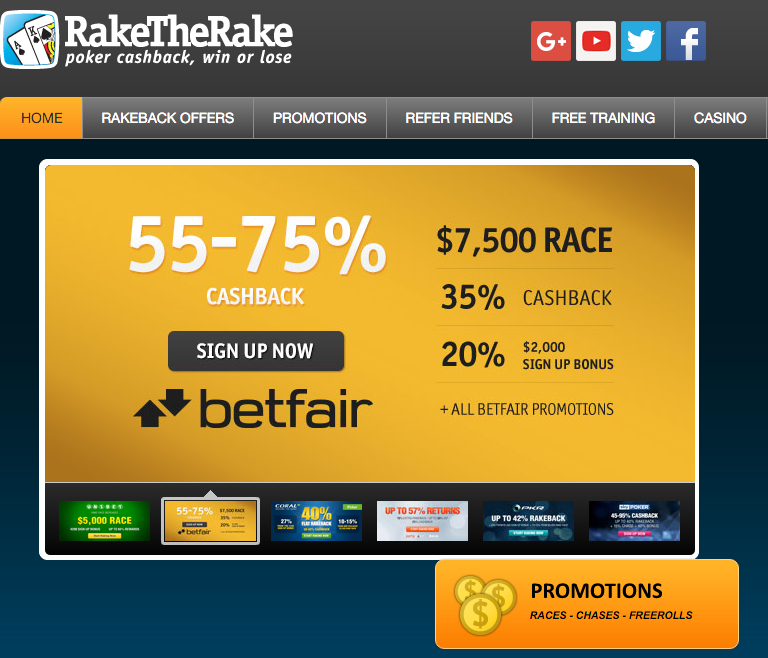 RakeTheRake
poker cashback, win or lose
G+
HOME
RAKEBACK OFFERS
PROMOTIONS
REFER FRIENDS
FREE TRAINING
CASINO
55-75%
CASHBACK
SIGN UP NOW
betfair
$7,500 RACE
35% CASHBACK
20% $2,000
SIGN UP BONUS
+ ALL BETFAIR PROMOTIONS
UNIBET
$5,000 RACE
55-75%
CASHBACK
$7,500 RACE
35%
20%
betfair
CORAL
40%
FLAT RAKEBACK
27%
10-15%
UP TO 57% RETURNS
PKR
UP TO 42% RAKEBACK
POKER
45-95% CASHBACK
PROMOTIONS
RACES - CHASES - FREEROLLS